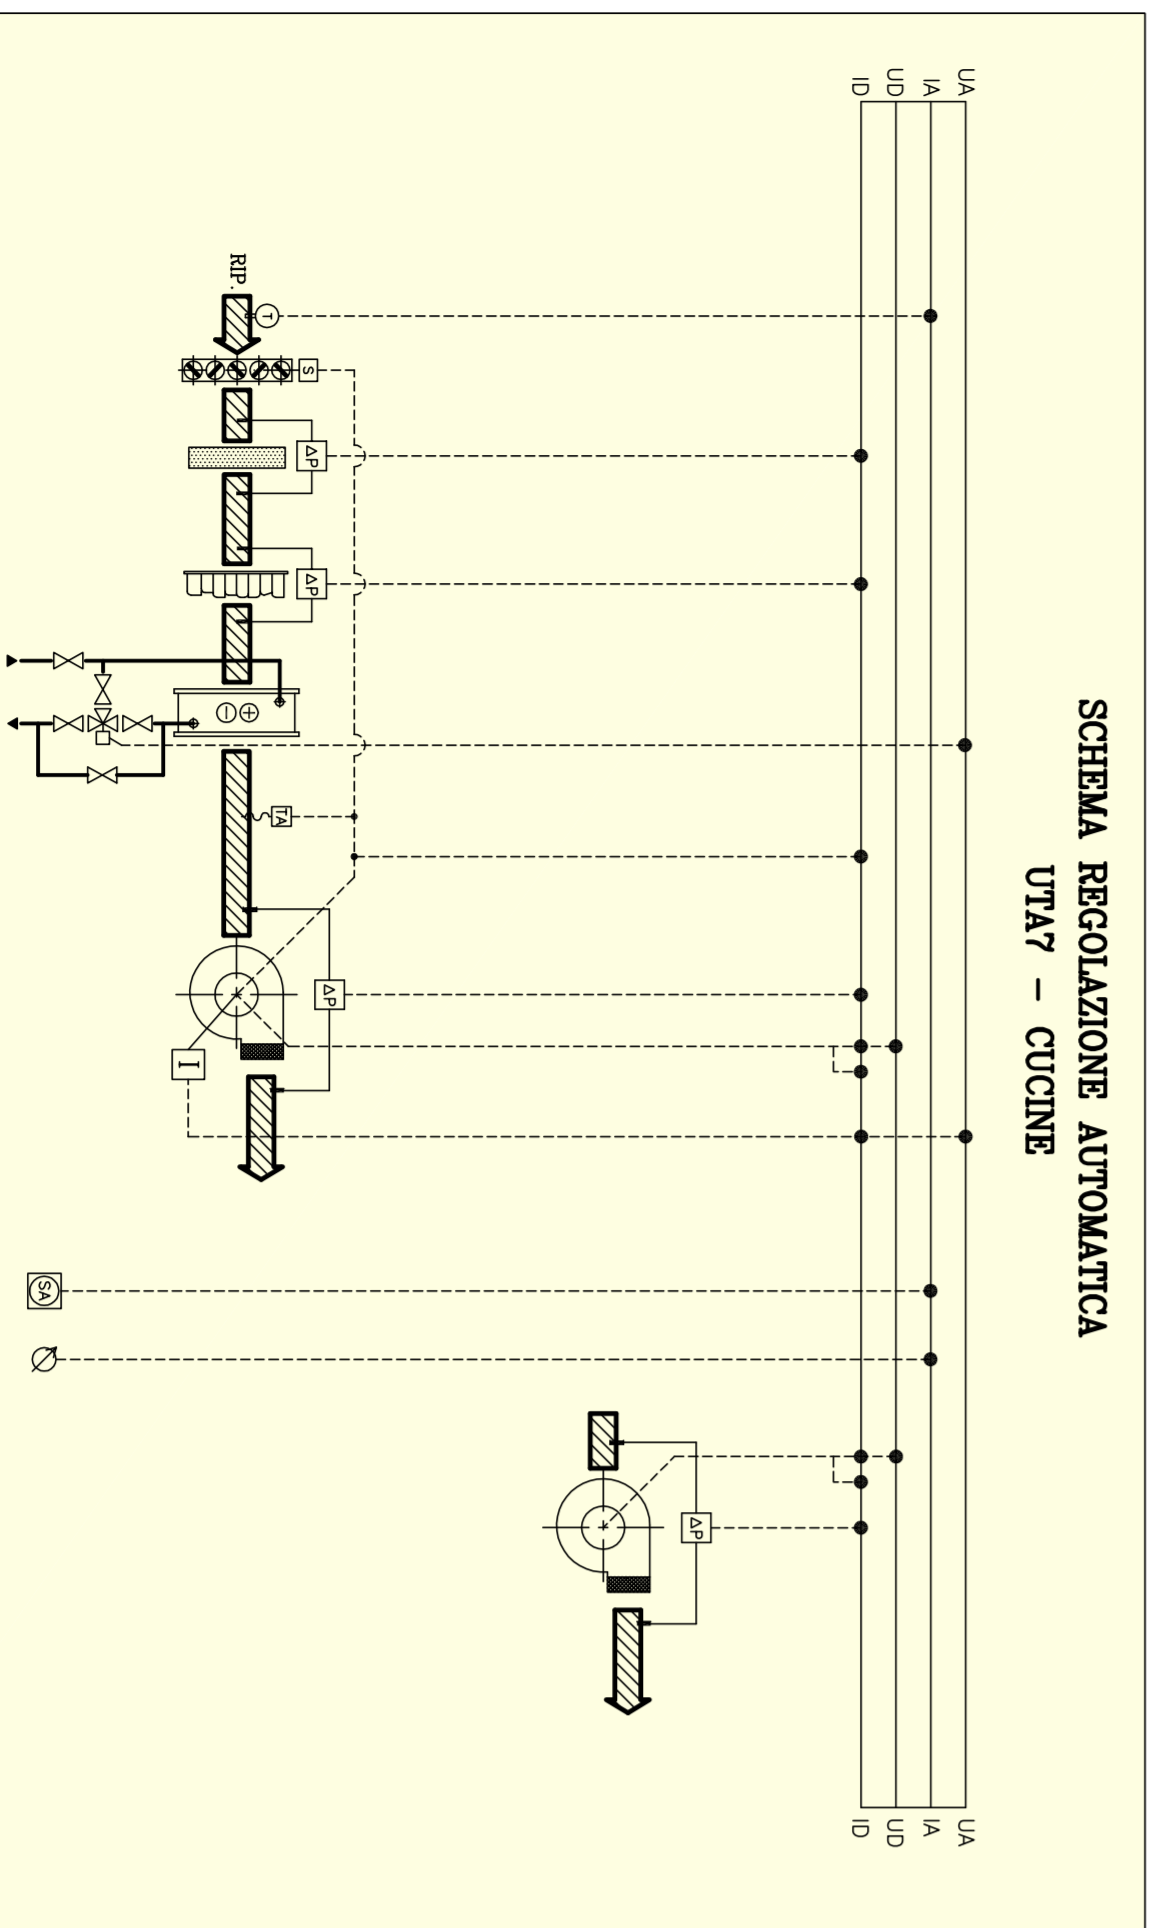 SCHEMA REGOLAZIONE AUTOMATICA
UTA7 - CUCINE
UA
UA
IA
IA
UD
UD
ID
ID
RIP.
T
S
ΔP
ΔP
TA
ΔP
I
SA
ΔP